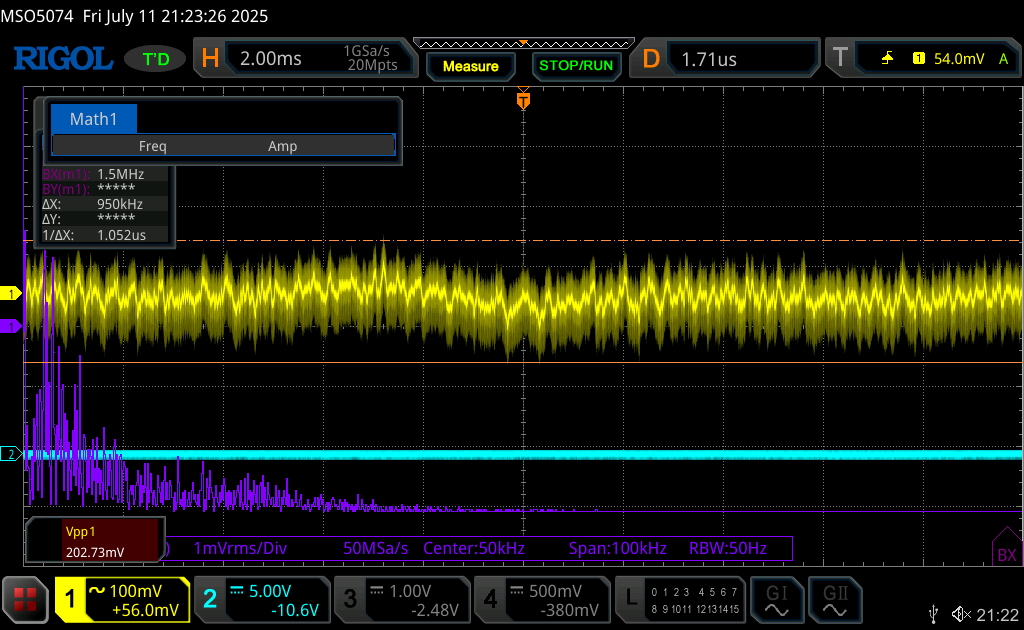 MSO5074 Fri July 11 21:23:26 2025
RIGOL T'D H 2.00ms 1GSa/s 20Mpts Measure STOP/RUN D 1.71us T 1 54.0mV A
T
Math1
Freq Amp
BX(m1): 1.5MHz
BY(m1): *****
ΔX: 950kHz
ΔY: *****
1/ΔX: 1.052us
1
1
2
Vpp1
202.73mV
) 1mVrms/Div 50MSa/s Center:50kHz Span:100kHz RBW:50Hz
BX
1 100mV +56.0mV
2 5.00V -10.6V
3 1.00V -2.48V
4 500mV -380mV
L 0 1 2 3 4 5 6 7
8 9 10 11 12 13 14 15
GI GII
21:22